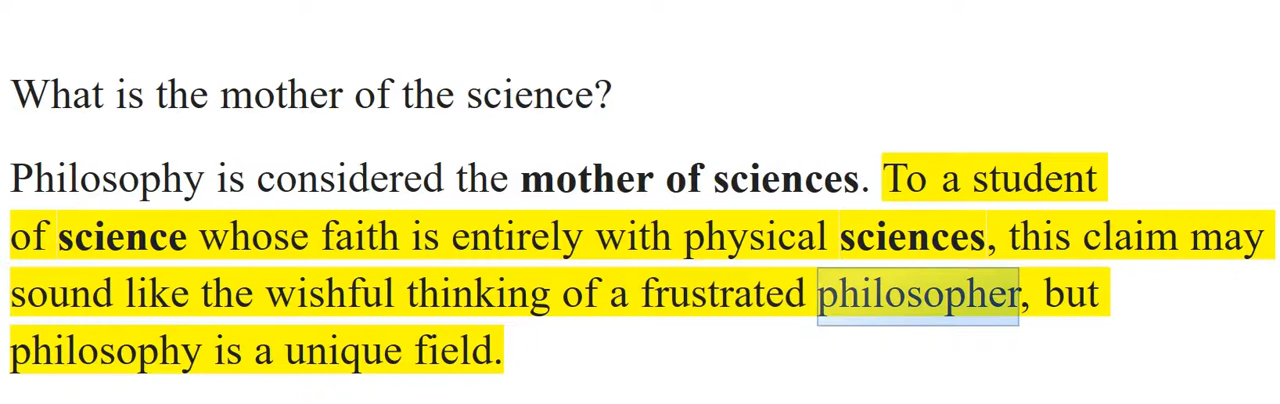 What is the mother of the science?
Philosophy is considered the mother of sciences. To a student
of science whose faith is entirely with physical sciences, this claim may
sound like the wishful thinking of a frustrated philosopher, but
philosophy is a unique field.